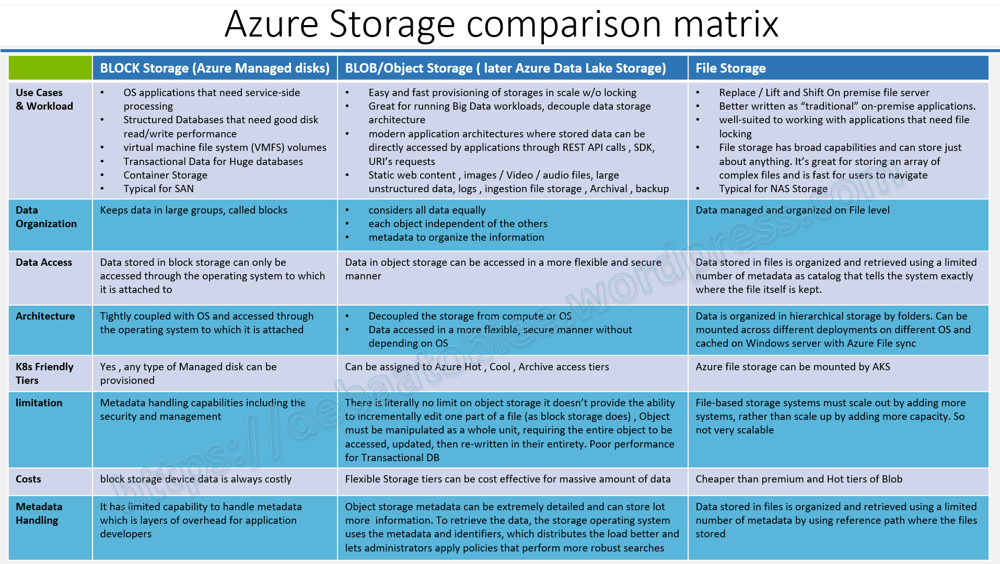 Azure Storage comparison matrix
BLOCK Storage (Azure Managed disks)
BLOB/Object Storage ( later Azure Data Lake Storage)
File Storage
Use Cases
& Workload
• OS applications that need service-side
processing
• Structured Databases that need good disk
read/write performance
• virtual machine file system (VMFS) volumes
• Transactional Data for Huge databases
• Container Storage
• Typical for SAN
• Easy and fast provisioning of storages in scale w/o locking
• Great for running Big Data workloads, decouple data storage
architecture
• modern application architectures where stored data can be
directly accessed by applications through REST API calls , SDK,
URI’s requests
• Static web content , images / Video / audio files, large
unstructured data, logs , ingestion file storage , Archival , backup
• Replace / Lift and Shift On premise file server
• Better written as “traditional” on-premise applications.
• well-suited to working with applications that need file
locking
• File storage has broad capabilities and can store just
about anything. It’s great for storing an array of
complex files and is fast for users to navigate
• Typical for NAS Storage
Data
Organization
Keeps data in large groups, called blocks
• considers all data equally
• each object independent of the others
• metadata to organize the information
Data managed and organized on File level
Data Access
Data stored in block storage can only be
accessed through the operating system to which
it is attached to
Data in object storage can be accessed in a more flexible and secure
manner
Data stored in files is organized and retrieved using a limited
number of metadata as catalog that tells the system exactly
where the file itself is kept.
Architecture
Tightly coupled with OS and accessed through
the operating system to which it is attached
• Decoupled the storage from compute or OS
• Data accessed in a more flexible, secure manner without
depending on OS
Data is organized in hierarchical storage by folders. Can be
mounted across different deployments on different OS and
cached on Windows server with Azure File sync
K8s Friendly
Tiers
Yes , any type of Managed disk can be
provisioned
Can be assigned to Azure Hot , Cool , Archive access tiers
Azure file storage can be mounted by AKS
limitation
Metadata handling capabilities including the
security and management
There is literally no limit on object storage it doesn’t provide the ability
to incrementally edit one part of a file (as block storage does) , Object
must be manipulated as a whole unit, requiring the entire object to be
accessed, updated, then re-written in their entirety. Poor performance
for Transactional DB
File-based storage systems must scale out by adding more
systems, rather than scale up by adding more capacity. So
not very scalable
Costs
block storage device data is always costly
Flexible Storage tiers can be cost effective for massive amount of data
Cheaper than premium and Hot tiers of Blob
Metadata
Handling
It has limited capability to handle metadata
which is layers of overhead for application
developers
Object storage metadata can be extremely detailed and can store lot
more  information. To retrieve the data, the storage operating system
uses the metadata and identifiers, which distributes the load better and
lets administrators apply policies that perform more robust searches
Data stored in files is organized and retrieved using a limited
number of metadata by using reference path where the files
stored
https://debaatobiee.wordpress.com